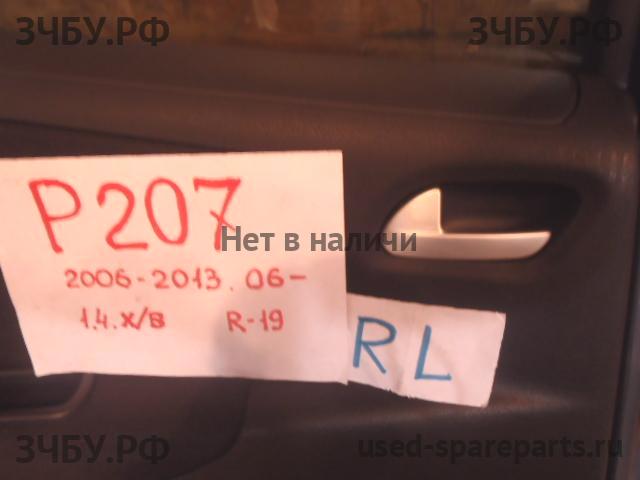 ЗЧБУ.РФ ЗЧБУ.РФ
P207
Нет в наличи
2006-2013. 06-
1.4. X/B R-19
RL
ЗЧБУ.РФ used-spareparts.ru